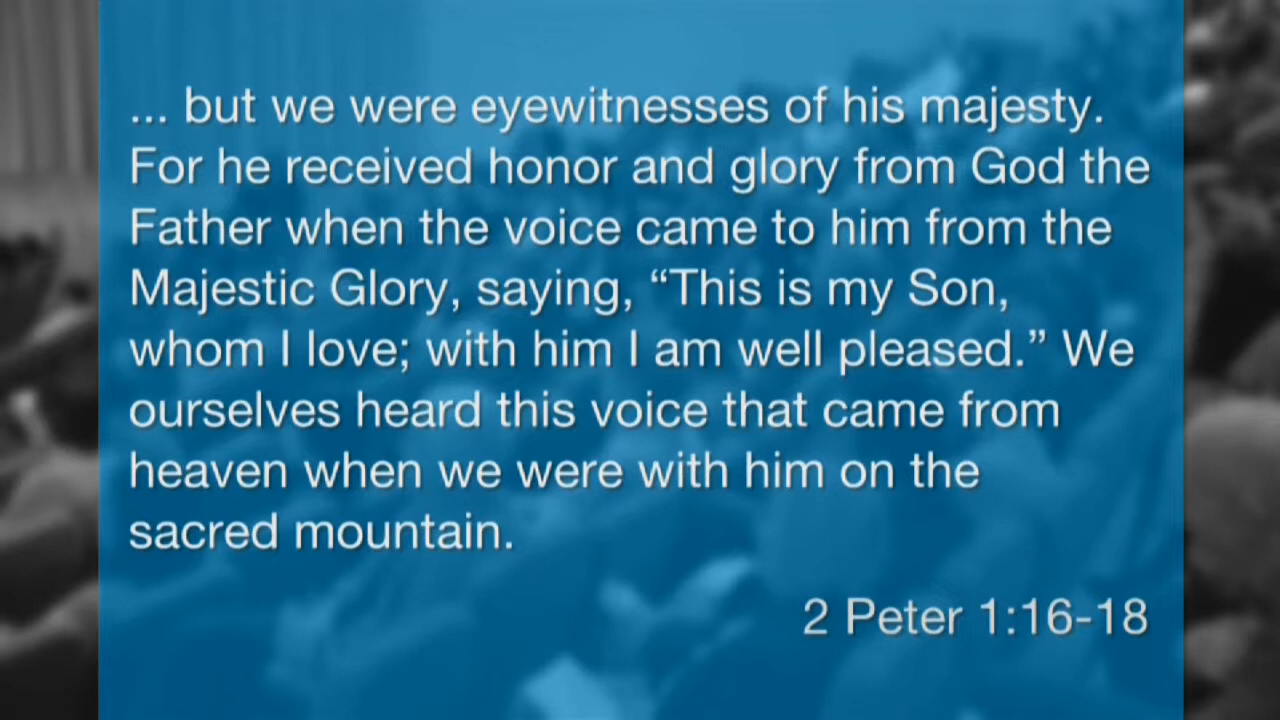 ... but we were eyewitnesses of his majesty.
For he received honor and glory from God the
Father when the voice came to him from the
Majestic Glory, saying, “This is my Son,
whom I love; with him I am well pleased.” We
ourselves heard this voice that came from
heaven when we were with him on the
sacred mountain.
2 Peter 1:16-18